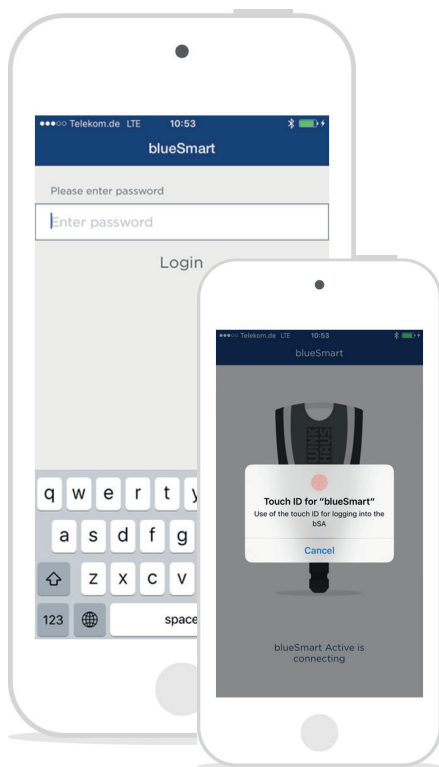 Telekom.de LTE 10:53
blueSmart
Please enter password
Enter password
Login
q w e r t y
a s d f g
z x c v
123 space
Telekom.de LTE 10:53
blueSmart
Touch ID for “blueSmart”
Use of the touch ID for logging into the
bSA
Cancel
blueSmart Active is
connecting